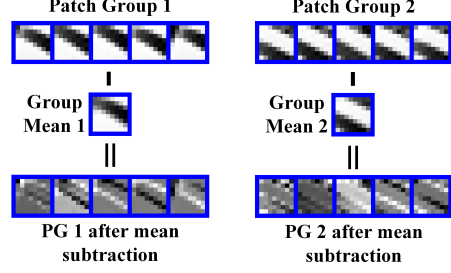 Patch Group 1
Patch Group 2
Group
Mean 1
Group
Mean 2
PG 1 after mean
subtraction
PG 2 after mean
subtraction